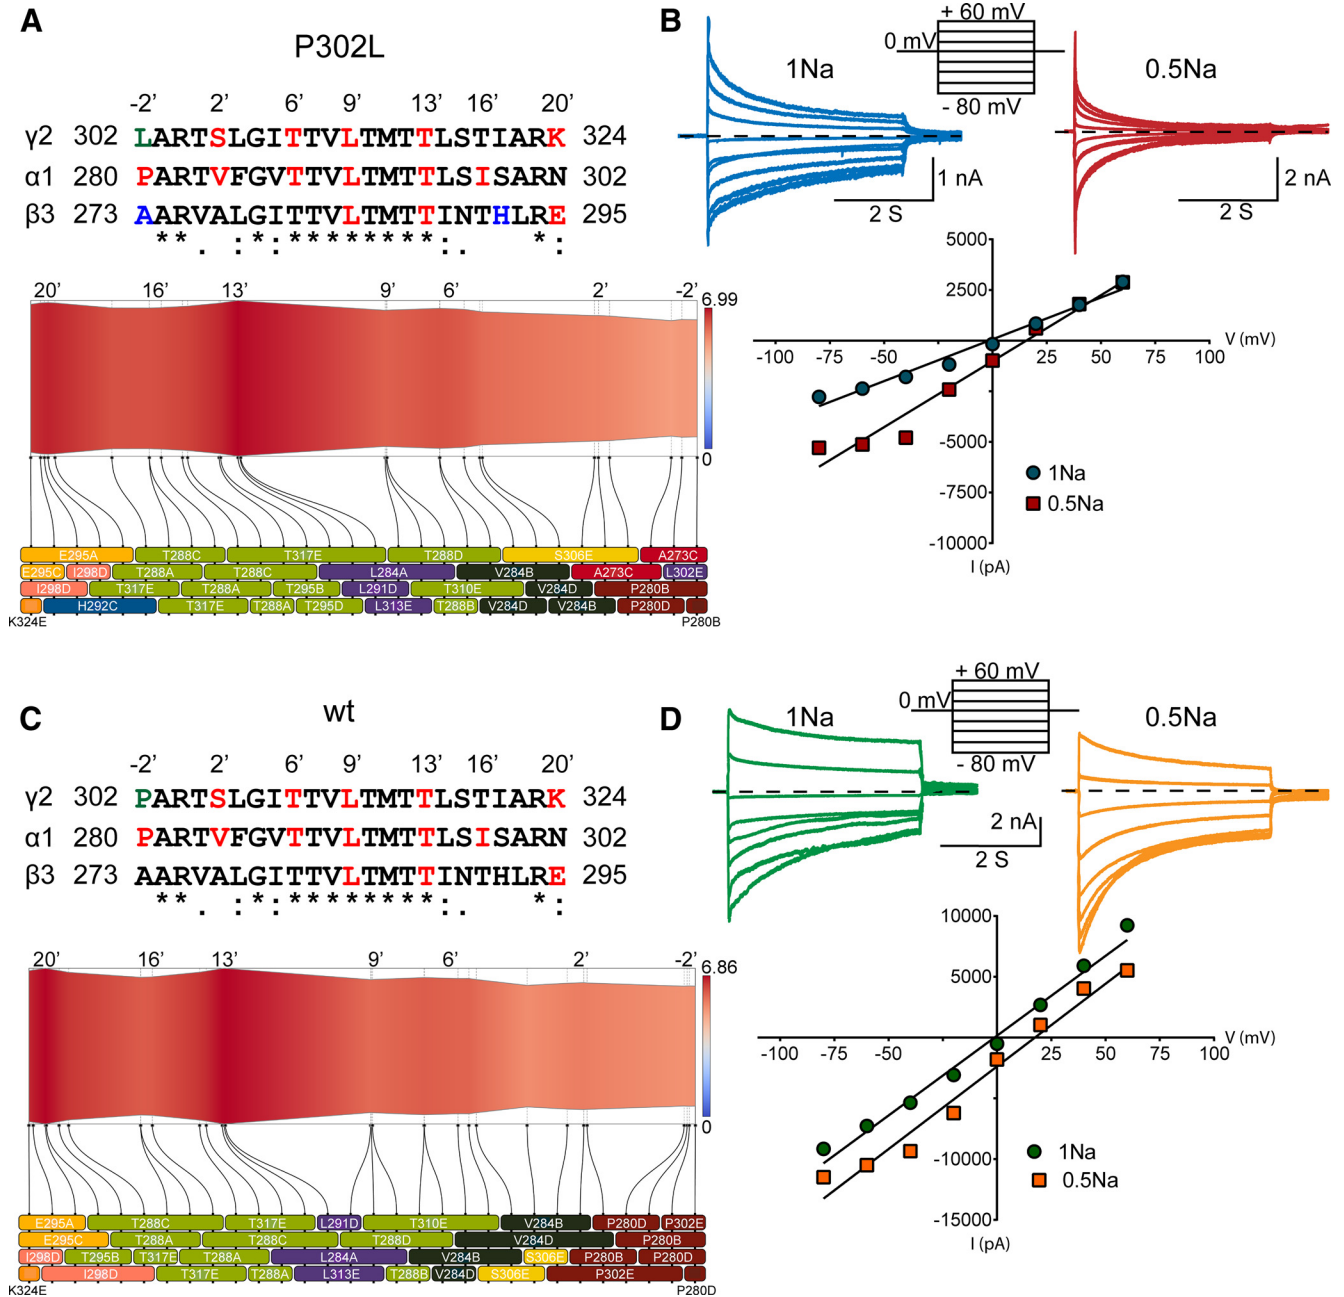 A
P302L
-2' 2' 6' 9' 13' 16' 20'
γ2 302 LARTSLGITTVLTMTTLSTIARK 324
α1 280 PARTVFGVTTVLTMTTLSISARN 302
β3 273 AARVALGITTVLTMTTINTHLRE 295
** . : * : ******** : . * :
20' 16' 13' 9' 6' 2' -2'
6.99
0
E295A T288C T317E T288D S306E A273C
E295C I298D T288A T288C L284A V284B A273C L302E
I298D T317E T288A T295B L291D T310E V284D P280B
H292C T317E T288A T295D L313E T288B V284D V284B P280D
K324E P280B
B
1Na
+ 60 mV
0 mV
- 80 mV
0.5Na
1 nA
2 S
2 nA
2 S
5000
2500
-100 -75 -50 25 50 75 100 V (mV)
-5000
-7500
-10000
I (pA)
1Na
0.5Na
C
wt
-2' 2' 6' 9' 13' 16' 20'
γ2 302 PARTSLGITTVLTMTTLSTIARK 324
α1 280 PARTVFGVTTVLTMTTLSISARN 302
β3 273 AARVALGITTVLTMTTINTHLRE 295
** . : * : ******** : . * :
20' 16' 13' 9' 6' 2' -2'
6.86
0
E295A T288C T317E L291D T310E V284B P280D P302E
E295C T288A T288C T288D V284D P280B
I298D T295B T317E T288A L284A V284B S306E P280B P280D
I298D T317E T288A L313E T288B V284D S306E P302E
K324E P280D
D
1Na
+ 60 mV
0 mV
- 80 mV
0.5Na
2 nA
2 S
10000
5000
-100 -75 -50 25 50 75 100 V (mV)
-10000
-15000
I (pA)
1Na
0.5Na